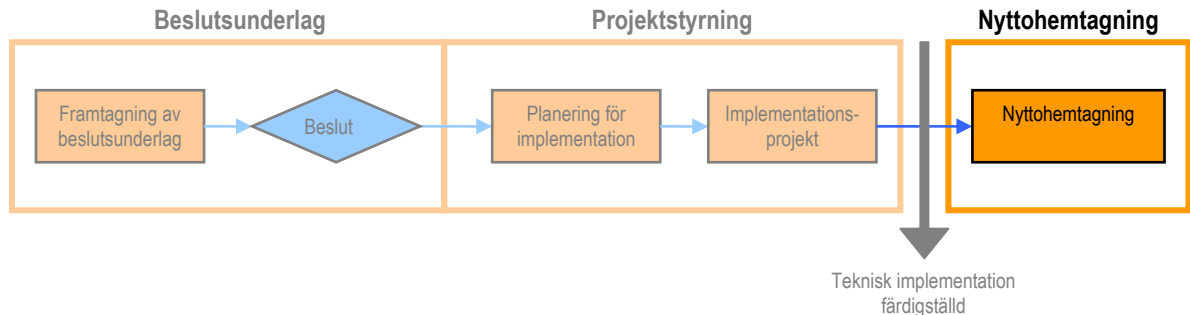 Beslutsunderlag
Projektstyrning
Nyttohemtagning
Framtagning av
beslutsunderlag
Beslut
Planering för
implementation
Implementations-
projekt
Nyttohemtagning
Teknisk implementation
färdigställd